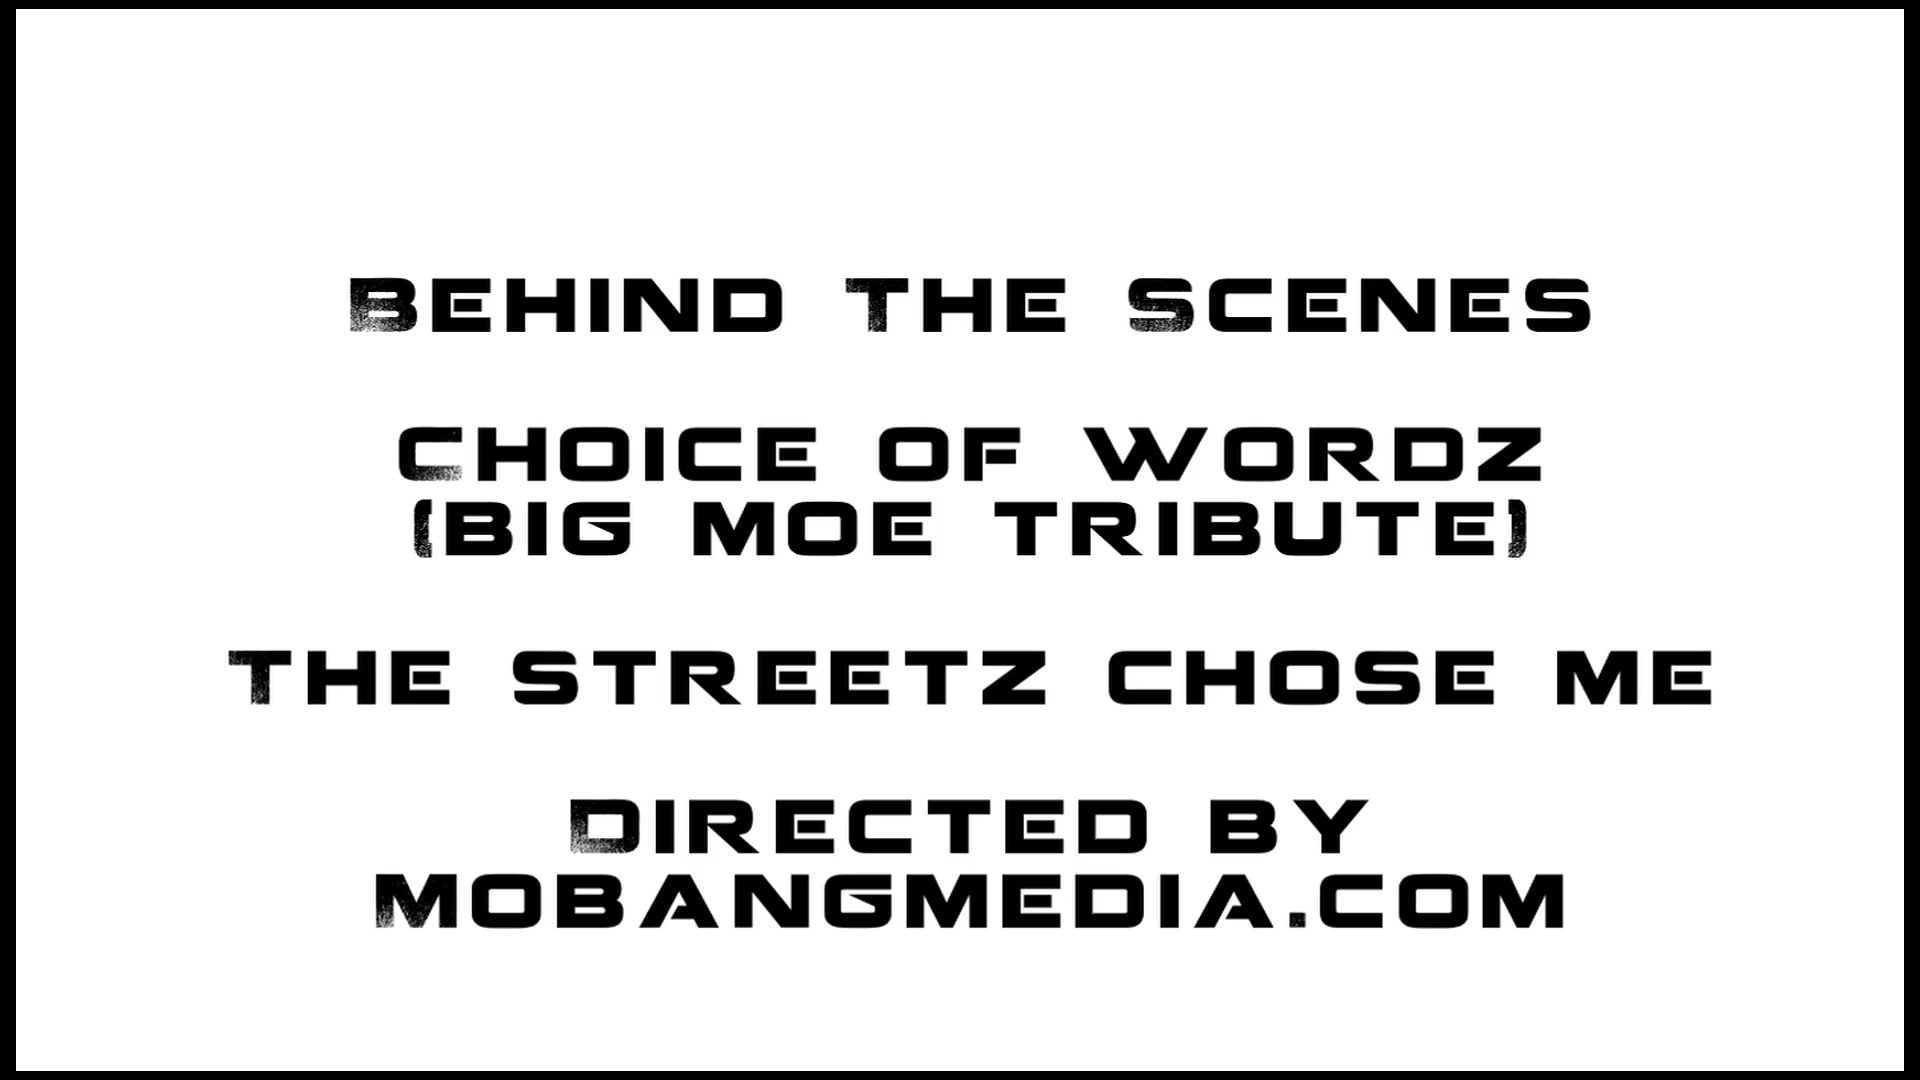 BEHIND THE SCENES
CHOICE OF WORDZ
(BIG MOE TRIBUTE)
THE STREETZ CHOSE ME
DIRECTED BY
MOBANGMEDIA.COM